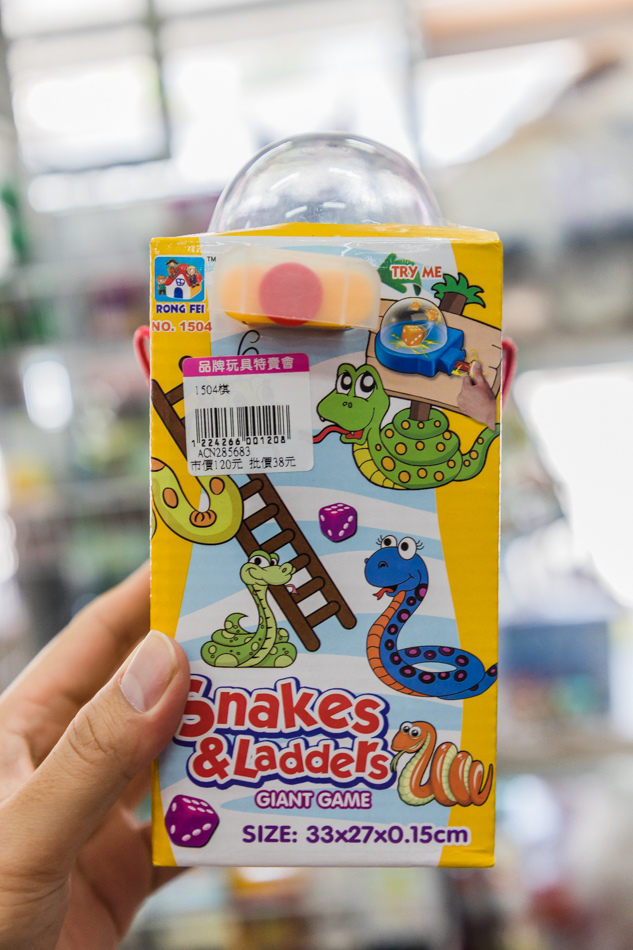 TM
RONG FEI
NO. 1504
TRY ME
品牌玩具特賣會
1504棋
1224266001208
ACN285683
市價120元 批價38元
Snakes
& Ladders
GIANT GAME
SIZE: 33x27x0.15cm